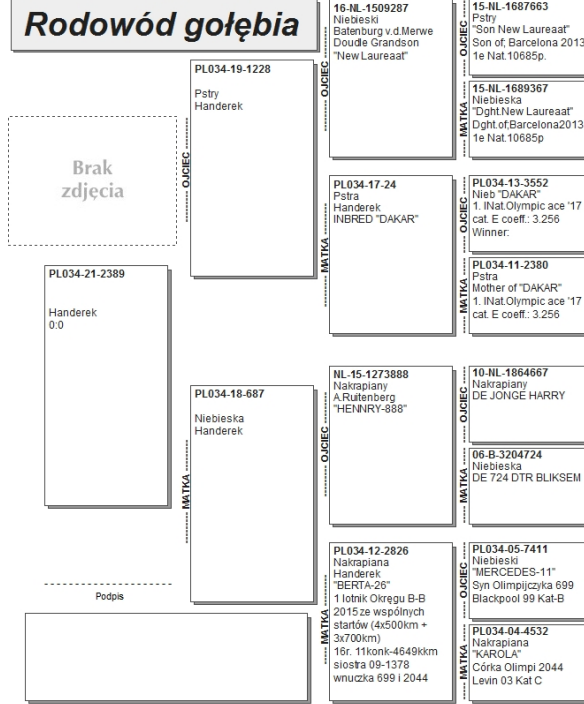 Rodowód gołębia
Brak
zdjęcia
PL034-21-2389
Handerek
0:0
Podpis
OJCIEC
PL034-19-1228
Pstry
Handerek
MATKA
PL034-18-687
Niebieska
Handerek
OJCIEC
16-NL-1509287
Niebieski
Batenburg v.d.Merwe
Doudle Grandson
"New Laureaat"
MATKA
PL034-17-24
Pstra
Handerek
INBRED "DAKAR"
OJCIEC
NL-15-1273888
Nakrapiany
A.Ruitenberg
"HENNRY-888"
MATKA
PL034-12-2826
Nakrapiana
Handerek
"BERTA-26"
1 lotnik Okręgu B-B
2015 ze wspólnych
startów (4x500km +
3x700km)
16r. 11konk-4649kkm
siostra 09-1378
wnuczka 699 i 2044
OJCIEC
15-NL-1687663
Pstry
"Son New Laureaat"
Son of; Barcelona 2013
1e Nat.10685p.
MATKA
15-NL-1689367
Niebieska
"Dght.New Laureaat"
Dght.of;Barcelona2013
1e Nat.10685p
OJCIEC
PL034-13-3552
Nieb "DAKAR"
1. INat.Olympic ace '17
cat. E coeff.: 3.256
Winner:
MATKA
PL034-11-2380
Pstra
Mother of "DAKAR"
1. INat.Olympic ace '17
cat. E coeff.: 3.256
OJCIEC
10-NL-1864667
Nakrapiany
DE JONGE HARRY
MATKA
06-B-3204724
Niebieska
DE 724 DTR BLIKSEM
OJCIEC
PL034-05-7411
Niebieski
"MERCEDES-11"
Syn Olimpijczyka 699
Blackpool 99 Kat-B
MATKA
PL034-04-4532
Nakrapiana
"KAROLA"
Córka Olimpi 2044
Levin 03 Kat C